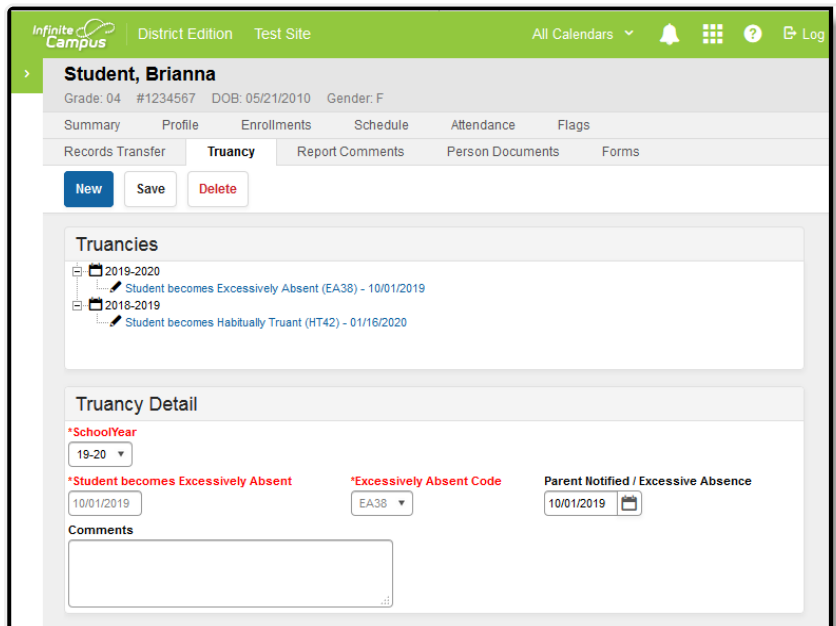 Infinite Campus District Edition Test Site All Calendars Log
Student, Brianna
Grade: 04 #1234567 DOB: 05/21/2010 Gender: F
Summary Profile Enrollments Schedule Attendance Flags
Records Transfer Truancy Report Comments Person Documents Forms
New Save Delete
Truancies
2019-2020
Student becomes Excessively Absent (EA38) - 10/01/2019
2018-2019
Student becomes Habitually Truant (HT42) - 01/16/2020
Truancy Detail
*SchoolYear
19-20
*Student becomes Excessively Absent *Excessively Absent Code Parent Notified / Excessive Absence
10/01/2019 EA38 10/01/2019
Comments